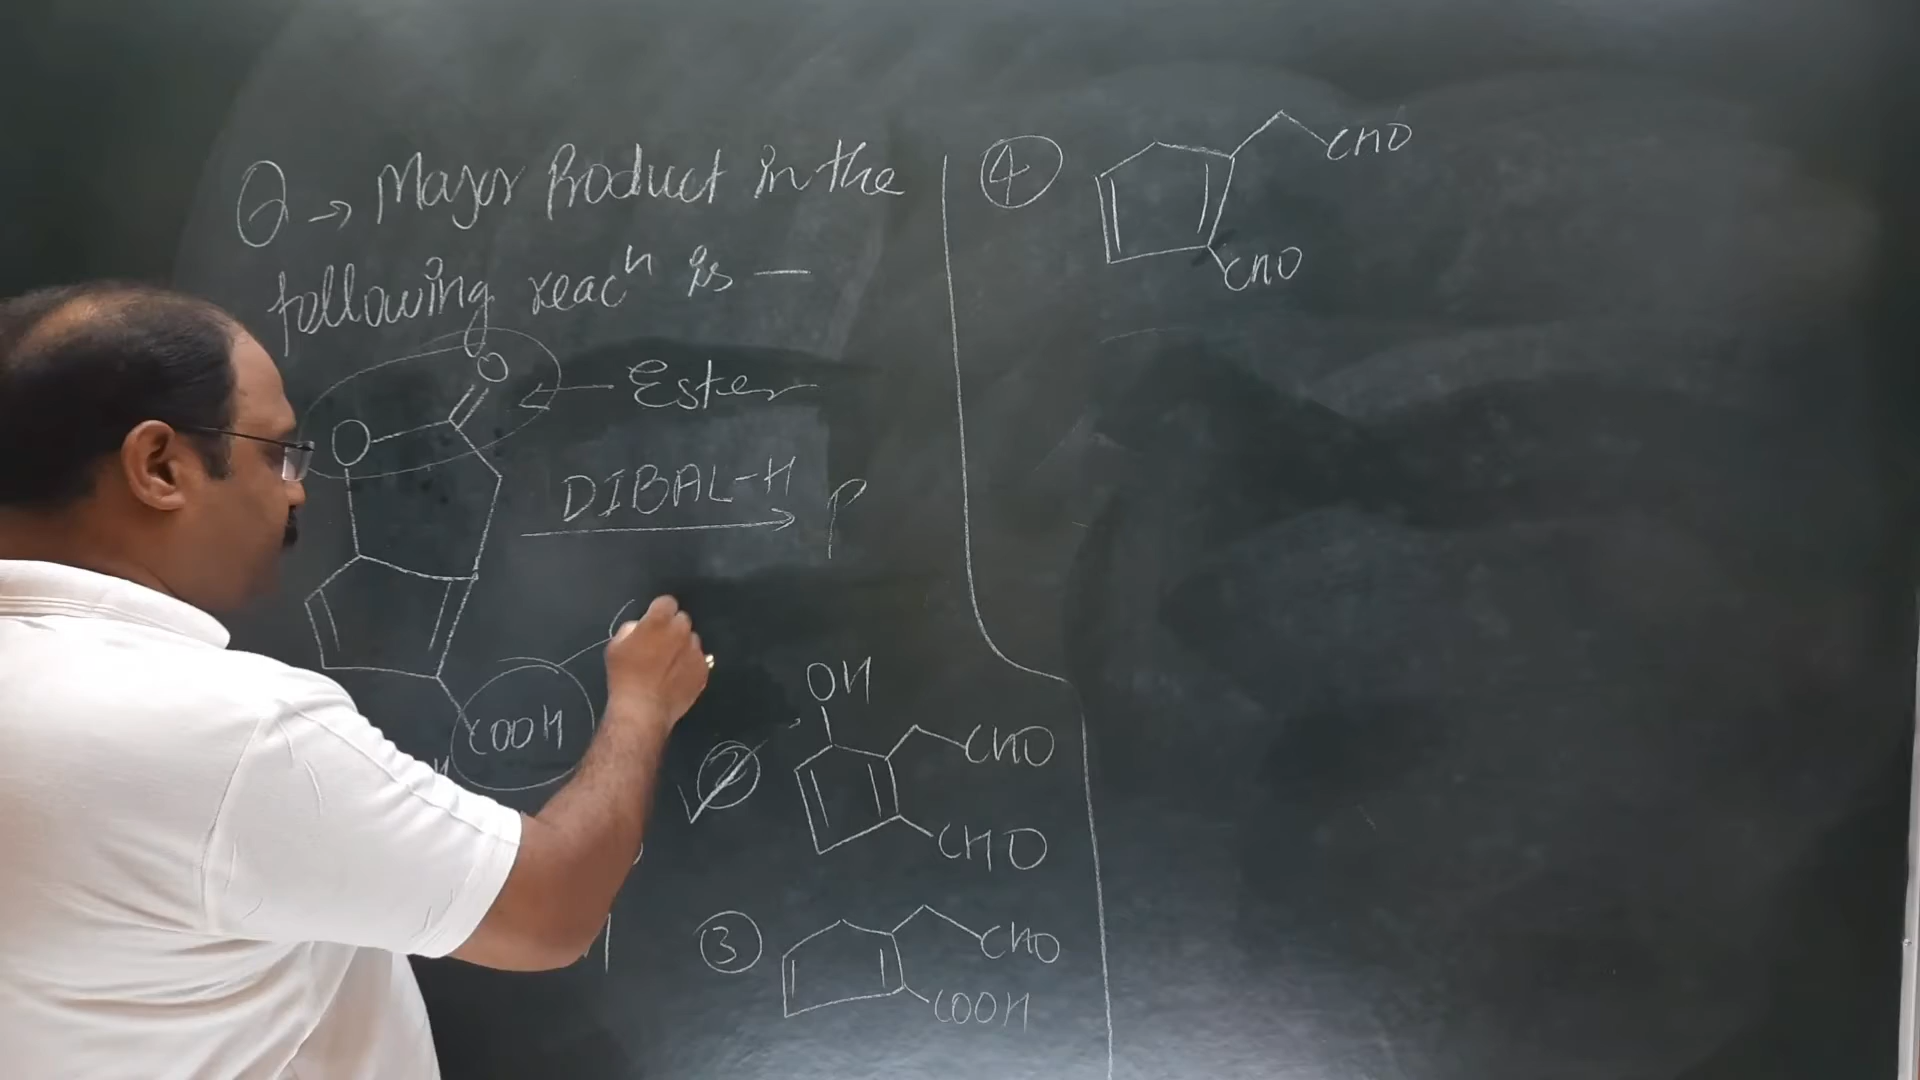 Q → Major Product in the
following reacⁿ is —
O
O
← Ester
DIBAL-H
P
COOH
②
OH
CHO
CHO
③
CHO
COOH
④
CHO
CHO